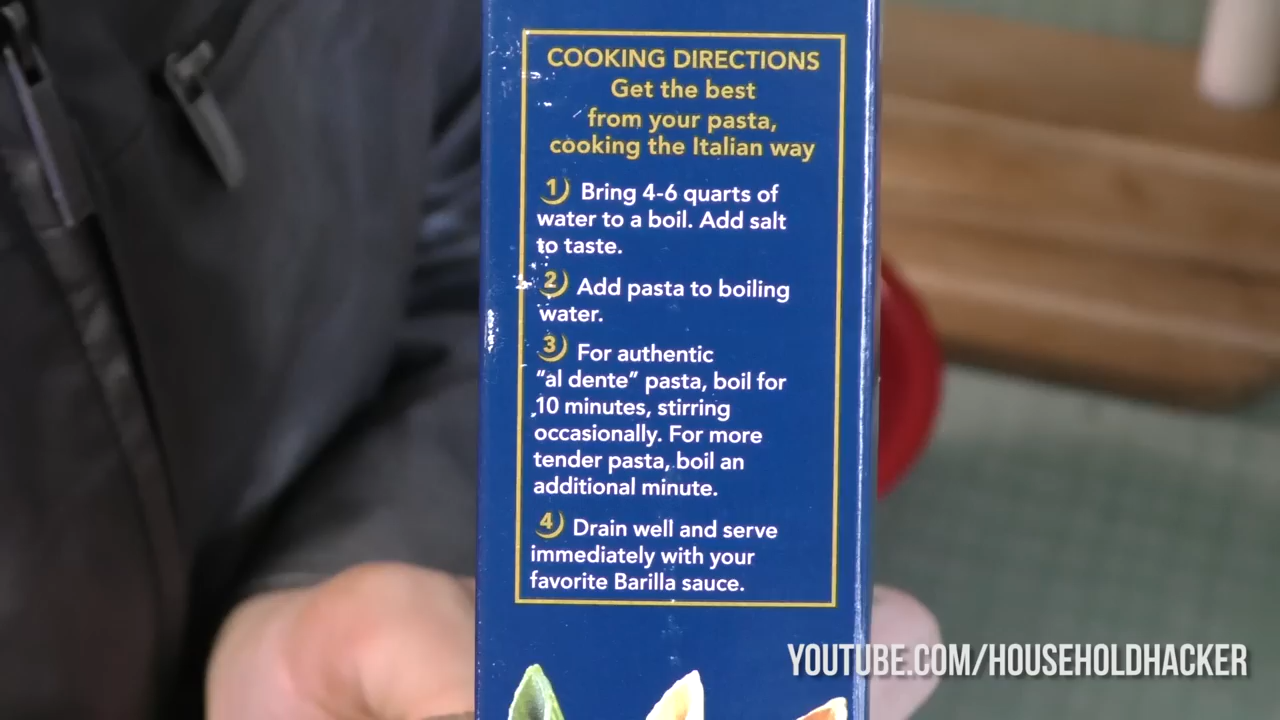 COOKING DIRECTIONS
Get the best
from your pasta,
cooking the Italian way
1 Bring 4-6 quarts of
water to a boil. Add salt
to taste.
2 Add pasta to boiling
water.
3 For authentic
"al dente" pasta, boil for
10 minutes, stirring
occasionally. For more
tender pasta, boil an
additional minute.
4 Drain well and serve
immediately with your
favorite Barilla sauce.
YOUTUBE.COM/HOUSEHOLDHACKER